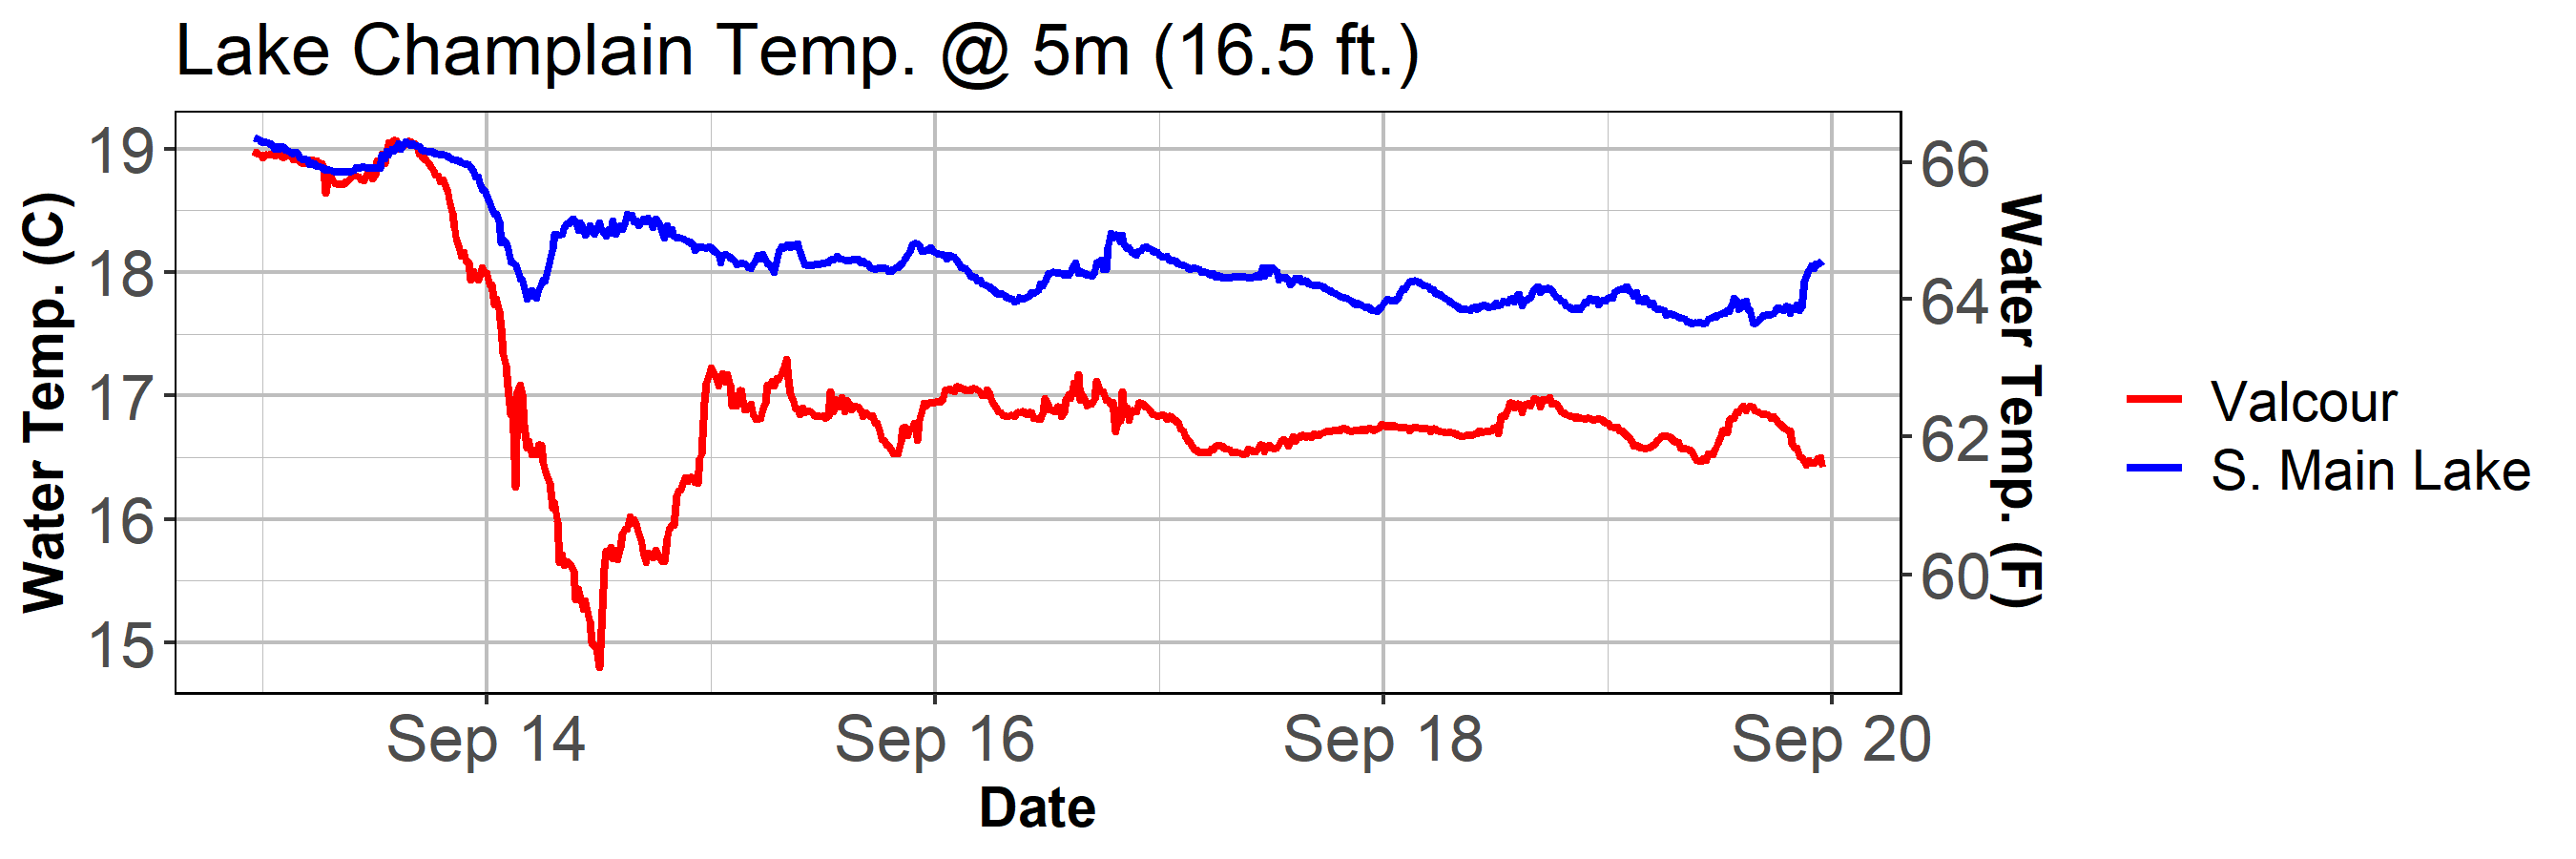 Lake Champlain Temp. @ 5m (16.5 ft.)
Water Temp. (C)
19
18
17
16
15
66
64
62
60
Water Temp. (F)
Valcour
S. Main Lake
Sep 14
Sep 16
Sep 18
Sep 20
Date